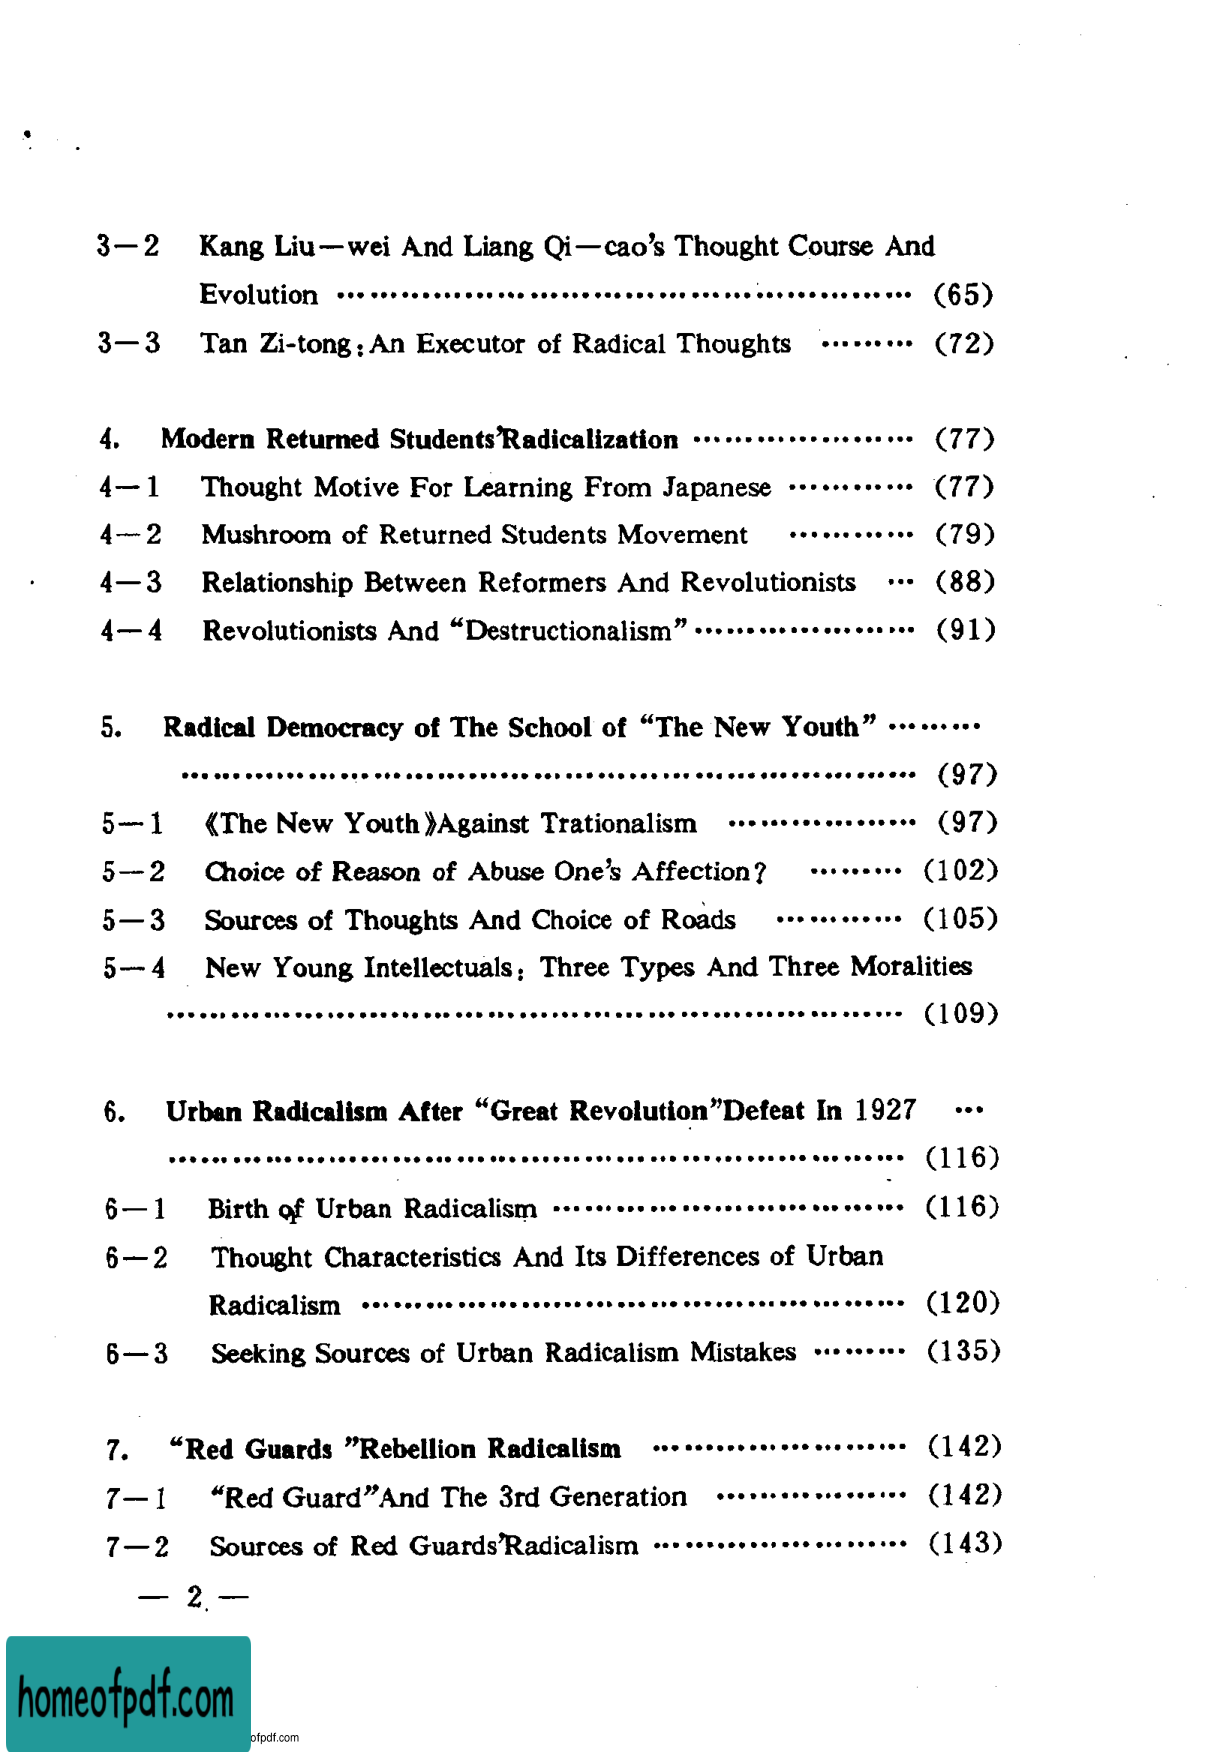 3—2 Kang Liu—wei And Liang Qi—cao's Thought Course And
Evolution ……………………………………………… (65)
3—3 Tan Zi-tong: An Executor of Radical Thoughts ……… (72)
4. Modern Returned Students'Radicalization ………………… (77)
4—1 Thought Motive For Learning From Japanese ………… (77)
4—2 Mushroom of Returned Students Movement ………… (79)
4—3 Relationship Between Reformers And Revolutionists … (88)
4—4 Revolutionists And “Destructionalism” ………………… (91)
5. Radical Democracy of The School of “The New Youth” ………
…………………………………………………………… (97)
5—1 《The New Youth》Against Trationalism ……………… (97)
5—2 Choice of Reason of Abuse One's Affection? ……… (102)
5—3 Sources of Thoughts And Choice of Roads ………… (105)
5—4 New Young Intellectuals: Three Types And Three Moralities
…………………………………………………………… (109)
6. Urban Radicalism After “Great Revolution”Defeat In 1927 …
…………………………………………………………… (116)
6—1 Birth of Urban Radicalism …………………………… (116)
6—2 Thought Characteristics And Its Differences of Urban
Radicalism …………………………………………… (120)
6—3 Seeking Sources of Urban Radicalism Mistakes ……… (135)
7. “Red Guards ”Rebellion Radicalism …………………… (142)
7—1 “Red Guard”And The 3rd Generation ……………… (142)
7—2 Sources of Red Guards'Radicalism …………………… (143)
— 2 —
homeofpdf.com
ofpdf.com